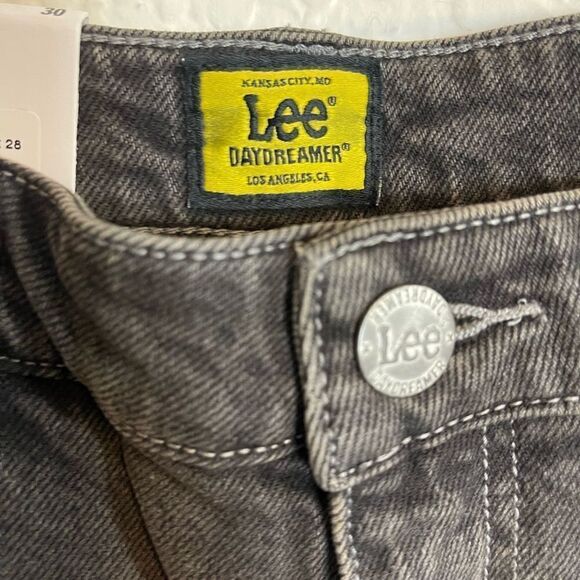 30
28
KANSAS CITY, MO
Lee®
DAYDREAMER®
LOS ANGELES, CA
DAYDREAMER
Lee
DAYDREAMER